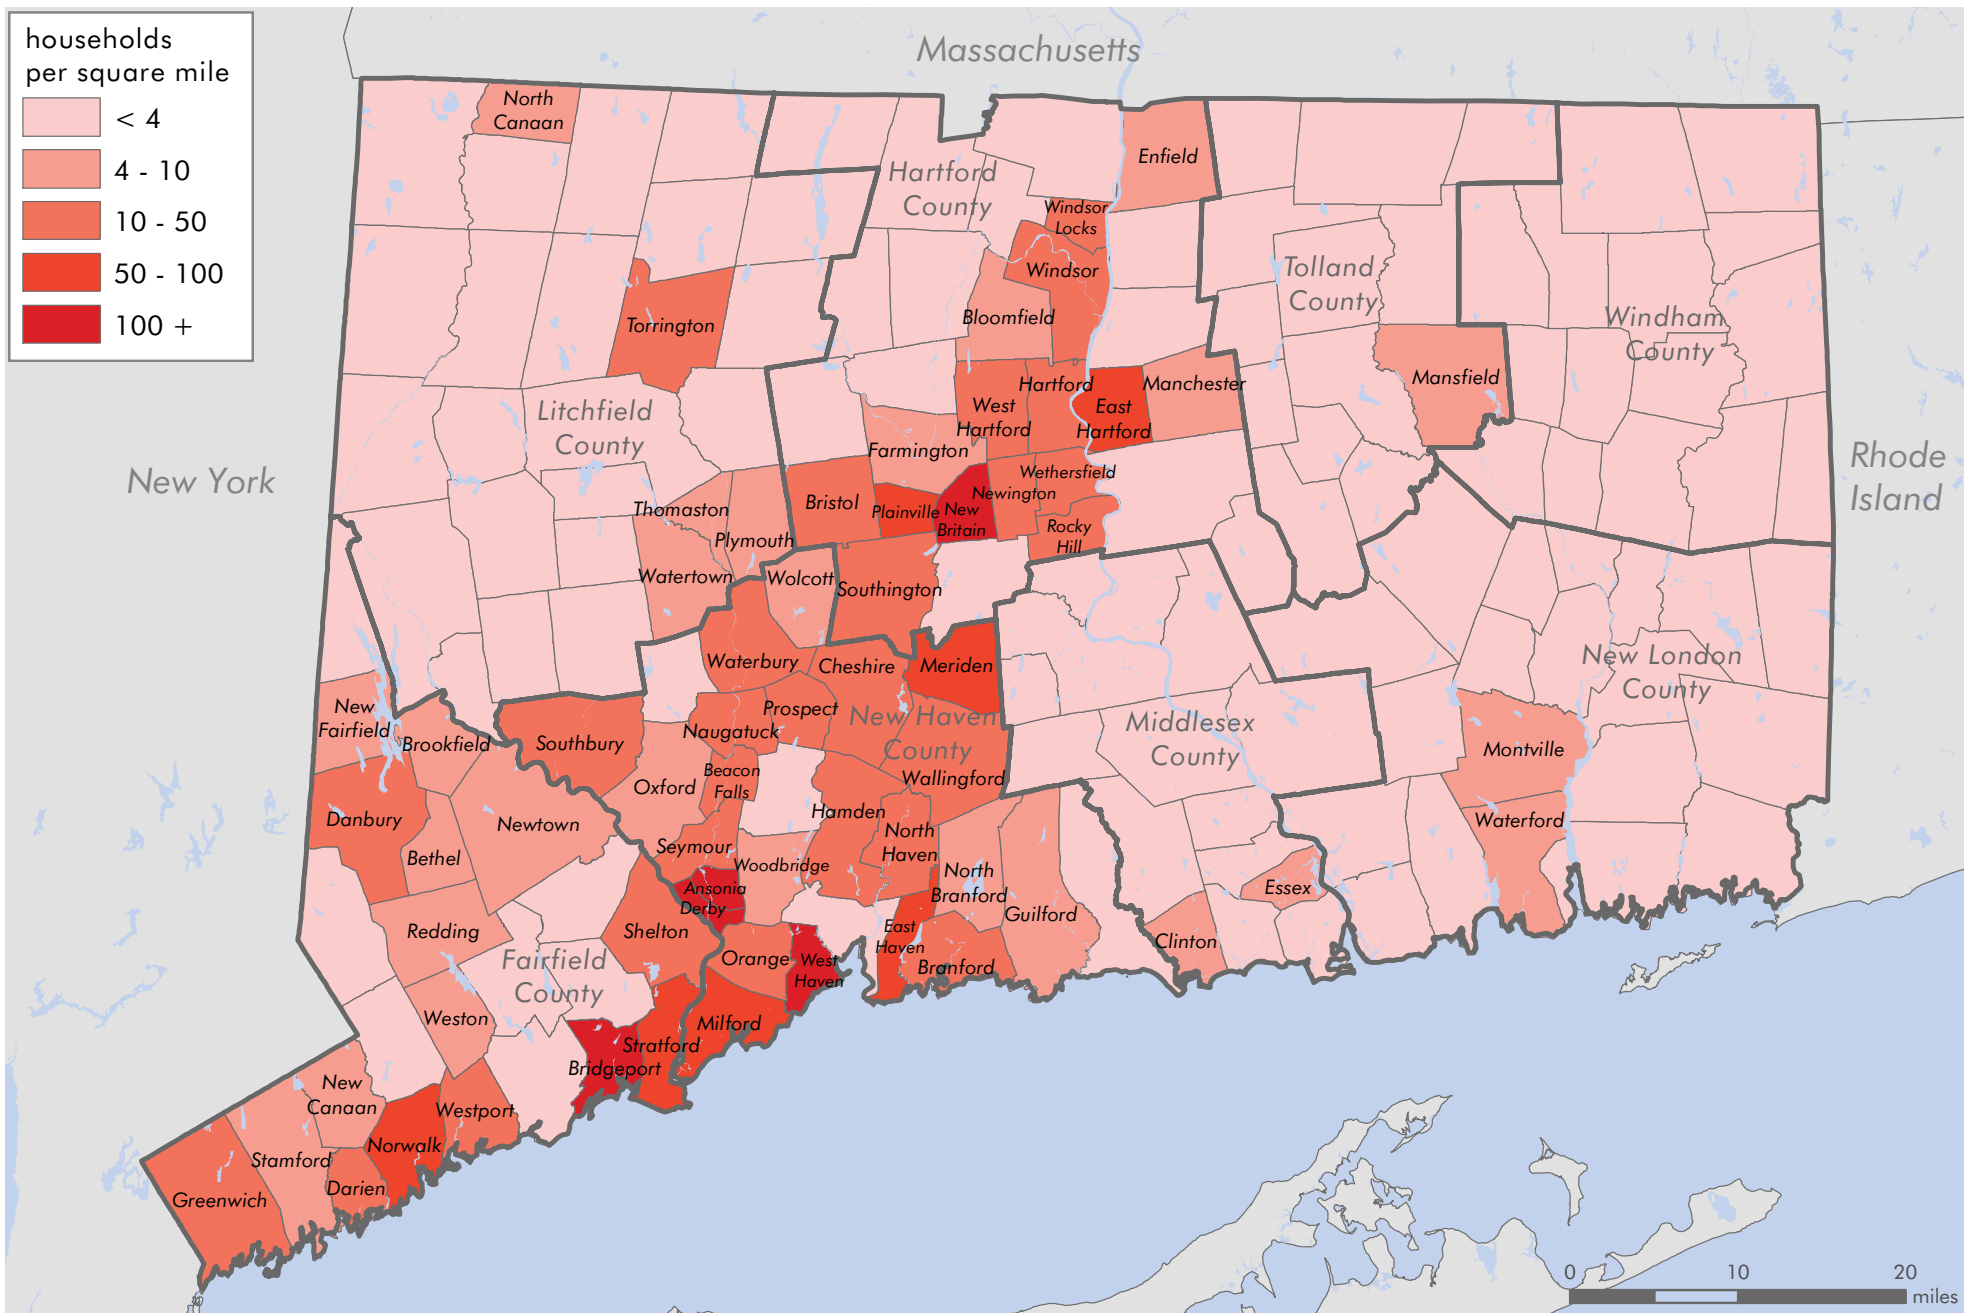 households
per square mile
< 4
4 - 10
10 - 50
50 - 100
100 +
Massachusetts
New York
Rhode
Island
North
Canaan
Hartford
County
Enfield
Windsor
Locks
Windsor
Tolland
County
Windham
County
Torrington
Bloomfield
Mansfield
Litchfield
County
West
Hartford
Hartford
East
Hartford
Manchester
Farmington
Wethersfield
Newington
Thomaston
Bristol
Plainville
New
Britain
Rocky
Hill
Plymouth
Watertown
Wolcott
Southington
Waterbury
Cheshire
Meriden
New London
County
New
Fairfield
Brookfield
Southbury
Naugatuck
Prospect
New Haven
County
Middlesex
County
Montville
Oxford
Beacon
Falls
Wallingford
Danbury
Newtown
Hamden
North
Haven
Waterford
Bethel
Seymour
Woodbridge
North
Branford
Ansonia
Derby
Essex
Redding
Shelton
Guilford
East
Haven
Clinton
Fairfield
County
Orange
West
Haven
Branford
Weston
Milford
Stratford
Bridgeport
New
Canaan
Westport
Norwalk
Stamford
Darien
Greenwich
0 10 20
miles